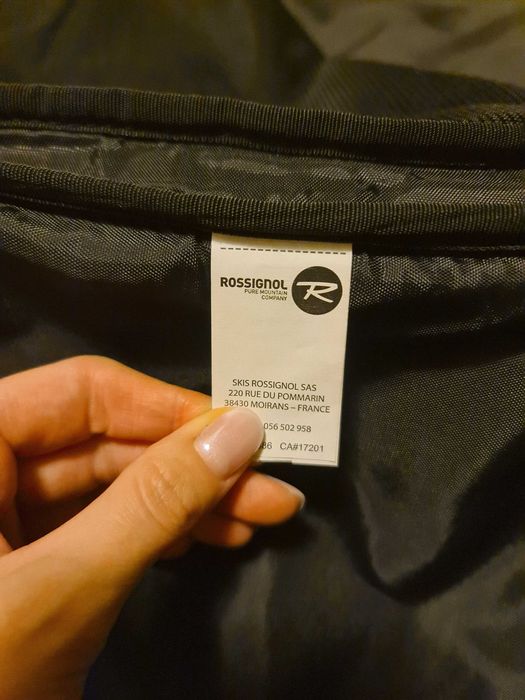 ROSSIGNOL
PURE MOUNTAIN
COMPANY
R
SKIS ROSSIGNOL SAS
220 RUE DU POMMARIN
38430 MOIRANS – FRANCE
056 502 958
86 CA#17201